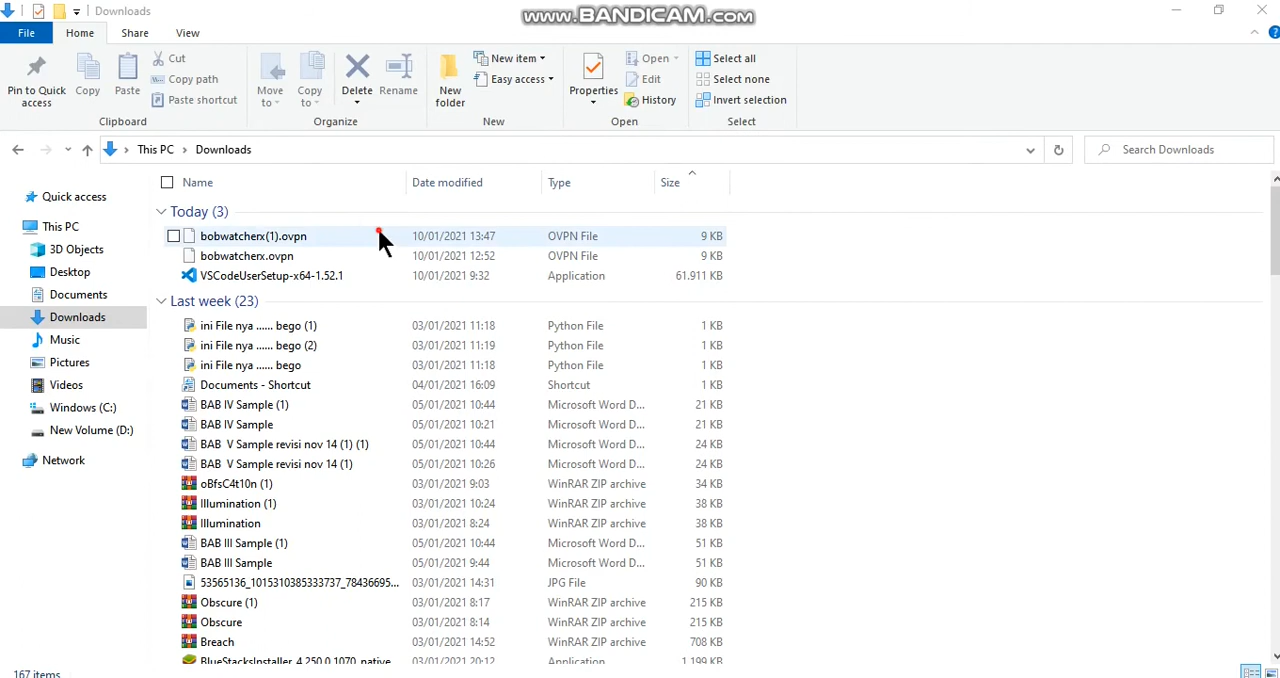 Downloads
www.BANDICAM.com
File
Home
Share
View
Pin to Quick access
Copy
Paste
Cut
Copy path
Paste shortcut
Clipboard
Move to
Copy to
Delete
Rename
Organize
New folder
New item
Easy access
New
Properties
Open
Edit
History
Open
Select all
Select none
Invert selection
Select
This PC
Downloads
Search Downloads
Quick access
This PC
3D Objects
Desktop
Documents
Downloads
Music
Pictures
Videos
Windows (C:)
New Volume (D:)
Network
Name Date modified Type Size
Today (3)
bobwatcherx(1).ovpn 10/01/2021 13:47 OVPN File 9 KB
bobwatcherx.ovpn 10/01/2021 12:52 OVPN File 9 KB
VSCodeUserSetup-x64-1.52.1 10/01/2021 9:32 Application 61.911 KB
Last week (23)
ini File nya ...... bego (1) 03/01/2021 11:18 Python File 1 KB
ini File nya ...... bego (2) 03/01/2021 11:19 Python File 1 KB
ini File nya ...... bego 03/01/2021 11:18 Python File 1 KB
Documents - Shortcut 04/01/2021 16:09 Shortcut 1 KB
BAB IV Sample (1) 05/01/2021 10:44 Microsoft Word D... 21 KB
BAB IV Sample 05/01/2021 10:21 Microsoft Word D... 21 KB
BAB V Sample revisi nov 14 (1) (1) 05/01/2021 10:44 Microsoft Word D... 24 KB
BAB V Sample revisi nov 14 (1) 05/01/2021 10:26 Microsoft Word D... 24 KB
oBfsC4t10n (1) 03/01/2021 9:03 WinRAR ZIP archive 34 KB
Illumination (1) 03/01/2021 10:24 WinRAR ZIP archive 38 KB
Illumination 03/01/2021 8:24 WinRAR ZIP archive 38 KB
BAB III Sample (1) 05/01/2021 10:44 Microsoft Word D... 51 KB
BAB III Sample 05/01/2021 9:44 Microsoft Word D... 51 KB
53565136_1015310385333737_78436695... 03/01/2021 14:31 JPG File 90 KB
Obscure (1) 03/01/2021 8:17 WinRAR ZIP archive 215 KB
Obscure 03/01/2021 8:14 WinRAR ZIP archive 215 KB
Breach 03/01/2021 14:52 WinRAR ZIP archive 708 KB
BlueStacksInstaller_4.250.0.1070_native... 03/01/2021 20:12 Application 1.199 KB
167 items